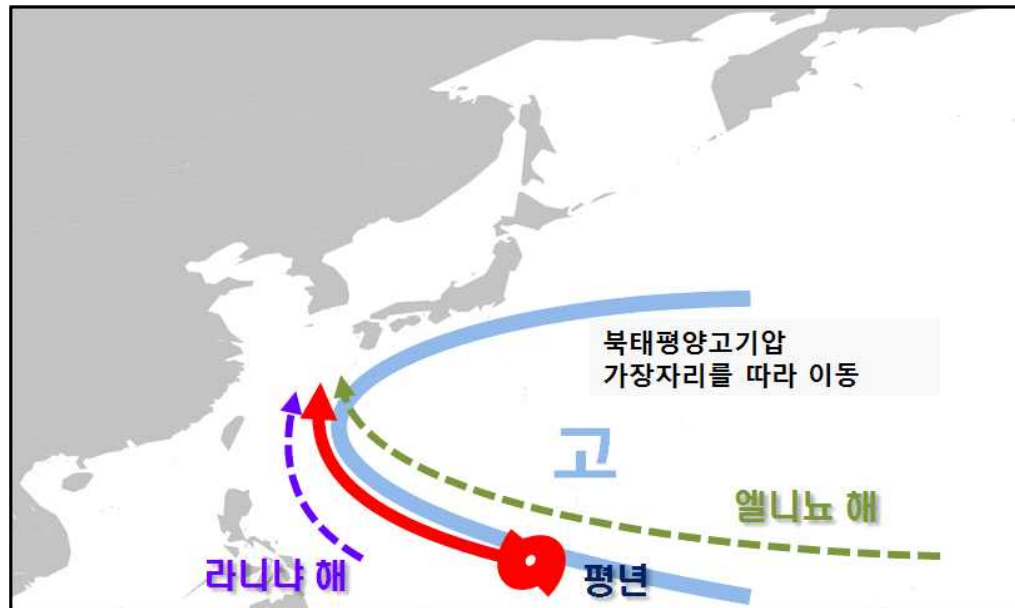 북태평양고기압
가장자리를 따라 이동
고
엘니뇨 해
라니냐 해
평년